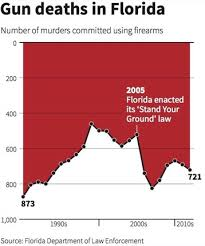 Gun deaths in Florida
Number of murders committed using firearms
0
200
400
600
800
1,000
2005
Florida enacted
its 'Stand Your
Ground' law
873
721
1990s
2000s
2010s
Source: Florida Department of Law Enforcement